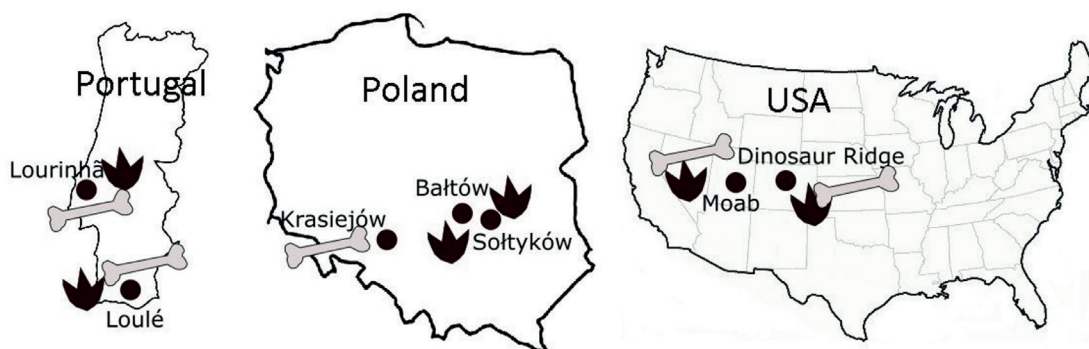 Portugal
Lourinhã
Loulé
Poland
Bałtów
Krasiejów
Sołtyków
USA
Dinosaur Ridge
Moab